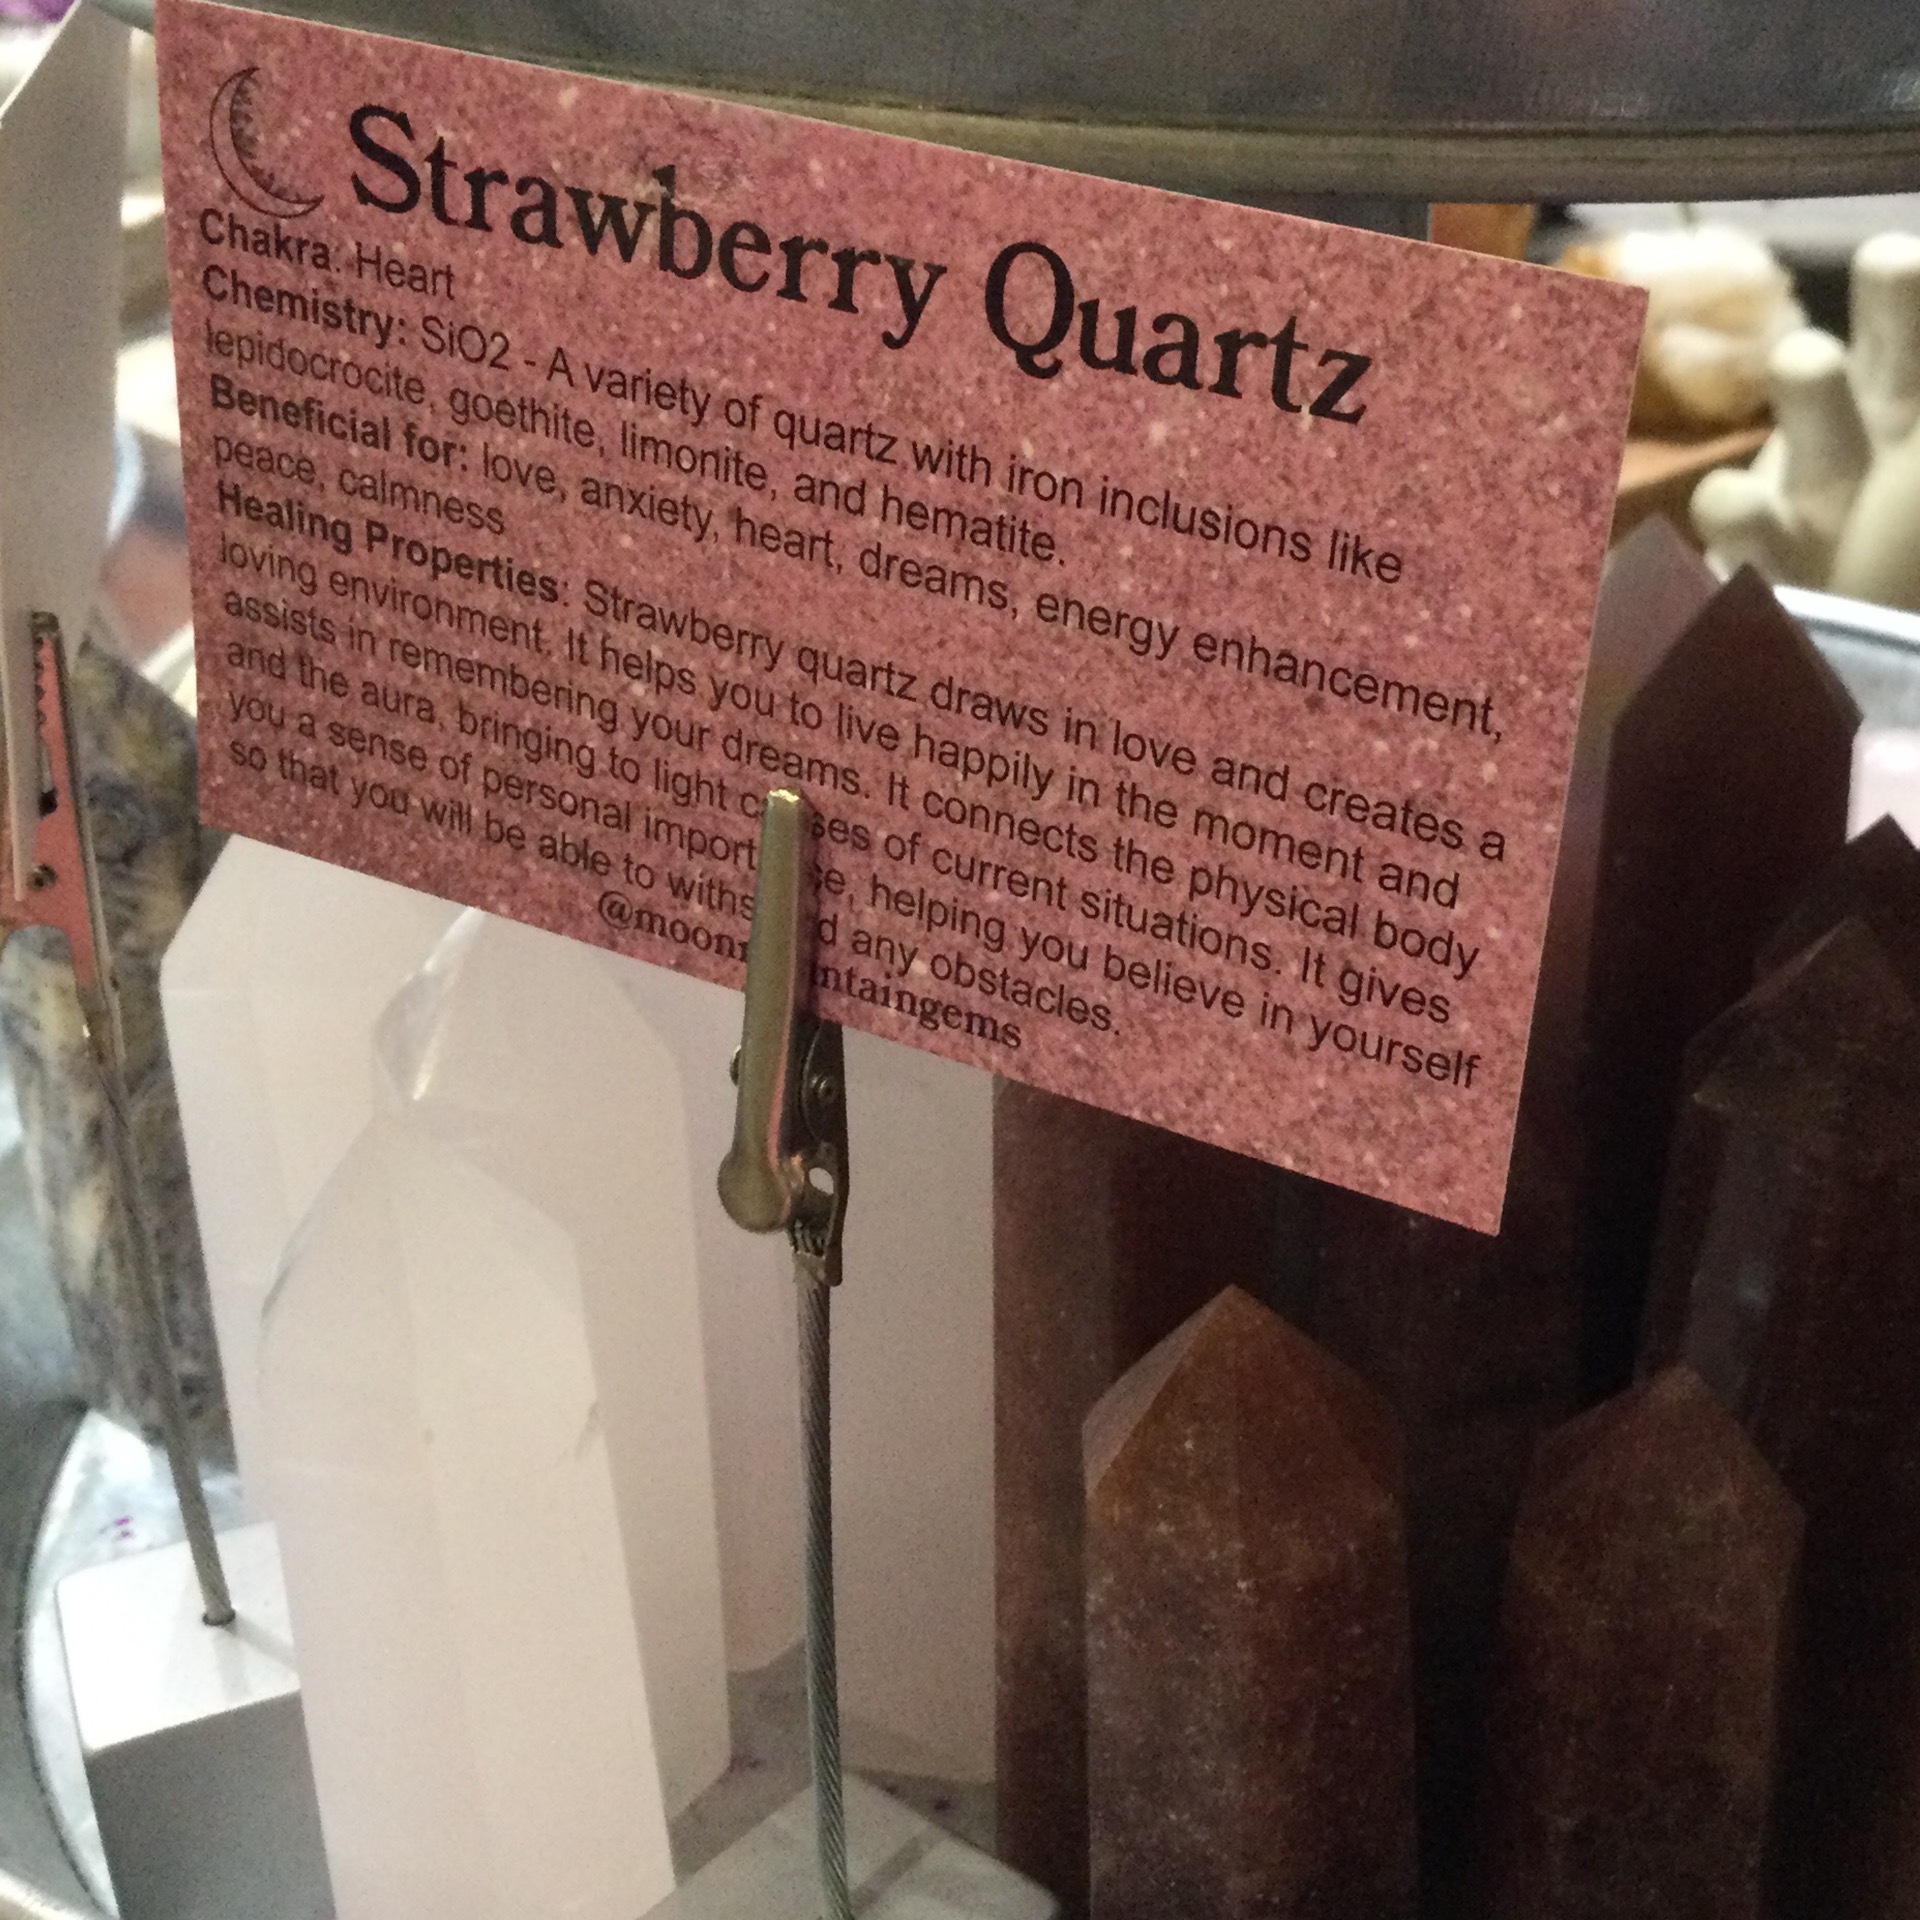 Strawberry Quartz
Chakra: Heart
Chemistry: SiO2 - A variety of quartz with iron inclusions like
lepidocrocite, goethite, limonite, and hematite.
Beneficial for: love, anxiety, heart, dreams, energy enhancement,
peace, calmness
Healing Properties: Strawberry quartz draws in love and creates a
loving environment. It helps you to live happily in the moment and
assists in remembering your dreams. It connects the physical body
and the aura, bringing to light of current situations. It gives
you a sense of personal helping you believe in yourself
so that you will be able to any obstacles.